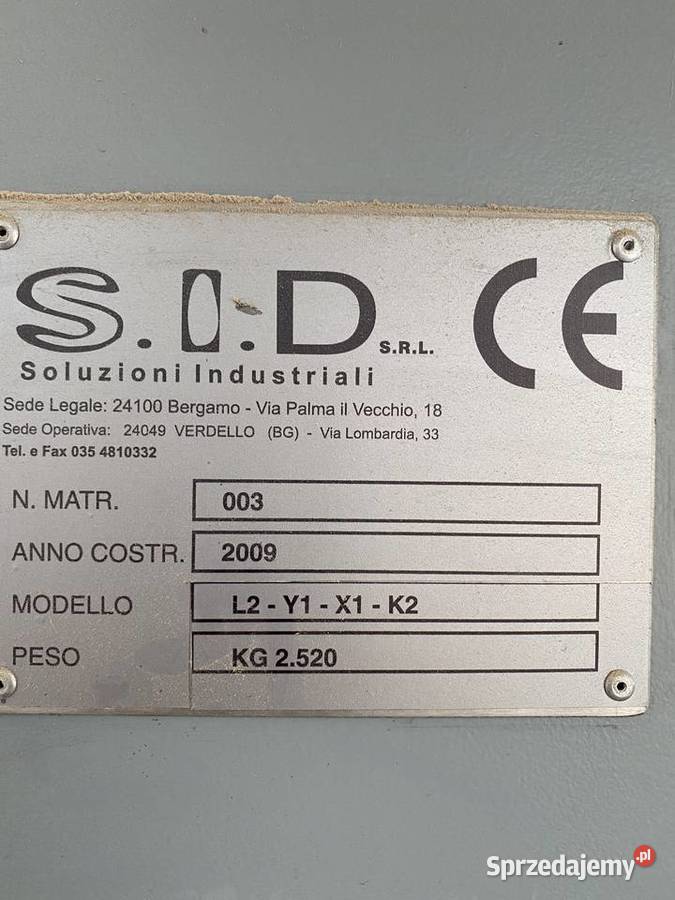 S.I.D S.R.L. CE
Soluzioni Industriali
Sede Legale: 24100 Bergamo - Via Palma il Vecchio, 18
Sede Operativa: 24049 VERDELLO (BG) - Via Lombardia, 33
Tel. e Fax 035 4810332
N. MATR. 003
ANNO COSTR. 2009
MODELLO L2 - Y1 - X1 - K2
PESO KG 2.520
Sprzedajemy.pl